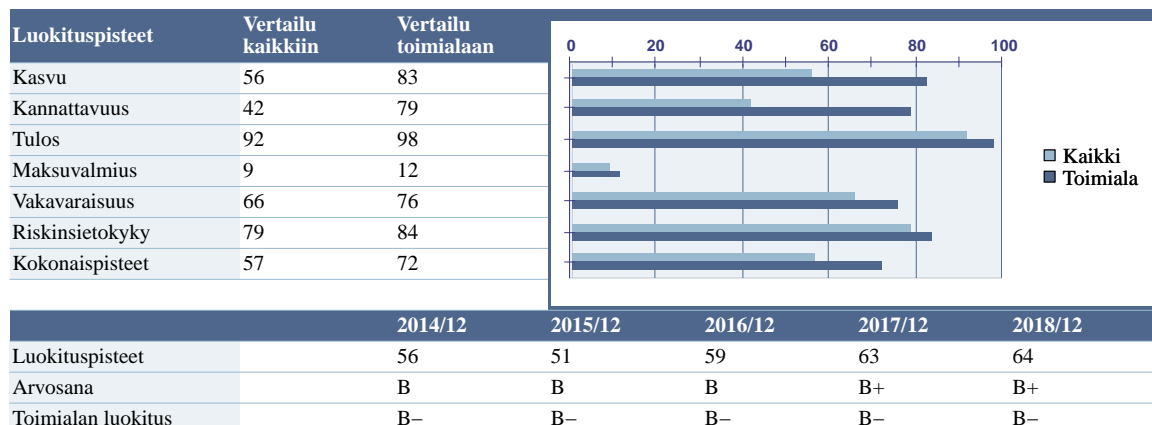 Luokituspisteet Vertailu kaikkiin Vertailu toimialaan
Kasvu 56 83
Kannattavuus 42 79
Tulos 92 98
Maksuvalmius 9 12
Vakavaraisuus 66 76
Riskinsietokyky 79 84
Kokonaispisteet 57 72
0 20 40 60 80 100
Kaikki
Toimiala
2014/12 2015/12 2016/12 2017/12 2018/12
Luokituspisteet 56 51 59 63 64
Arvosana B B B B+ B+
Toimialan luokitus B– B– B– B– B–